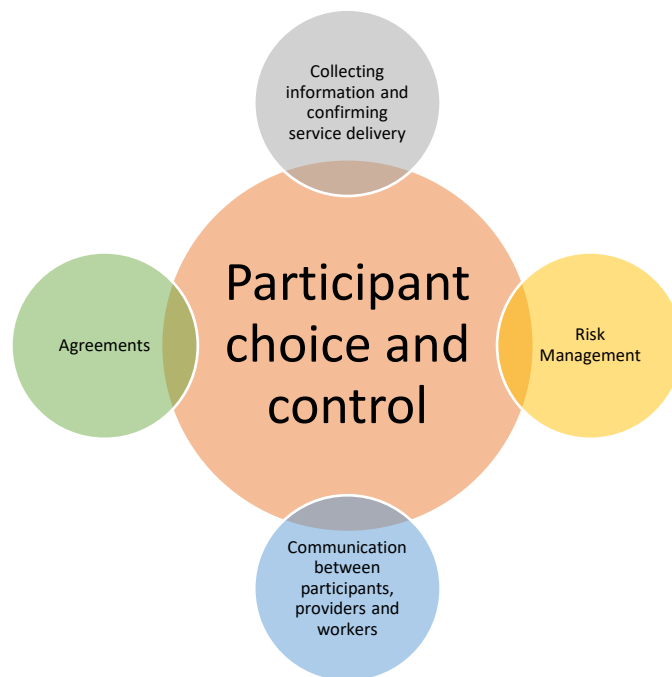 Collecting
information and
confirming
service delivery
Participant
choice and
control
Agreements
Risk
Management
Communication
between
participants,
providers and
workers